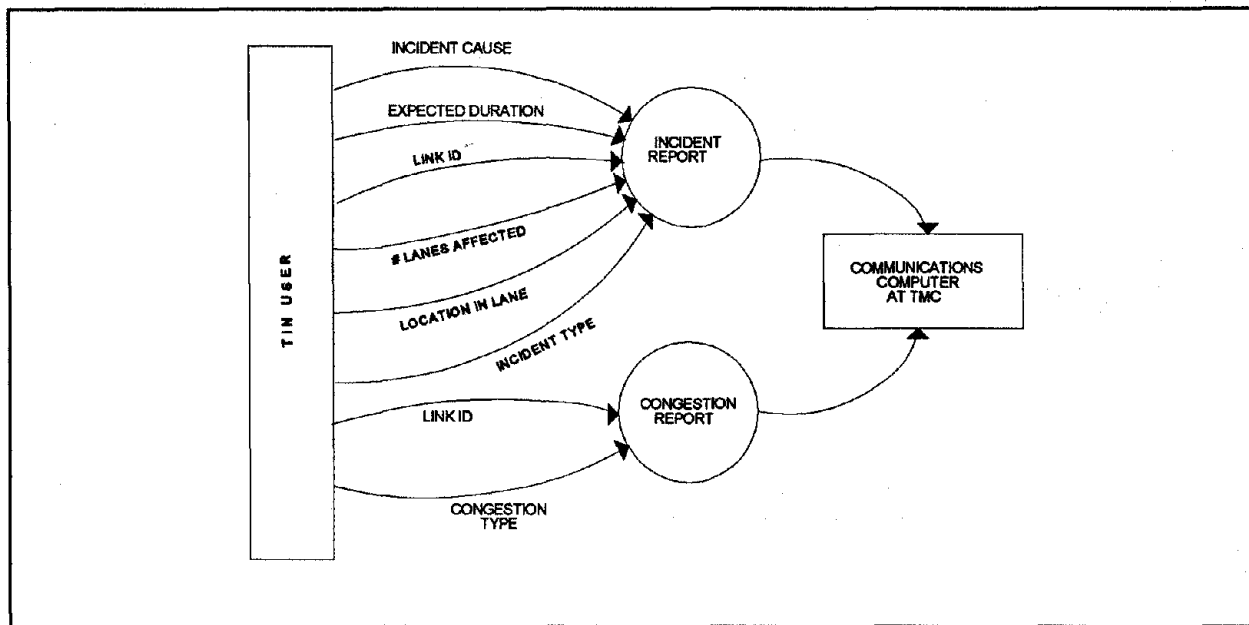 INCIDENT CAUSE
EXPECTED DURATION
LINK ID
# LANES AFFECTED
LOCATION IN LANE
INCIDENT TYPE
LINK ID
CONGESTION
TYPE
TIN USER
INCIDENT
REPORT
CONGESTION
REPORT
COMMUNICATIONS
COMPUTER
AT TMC